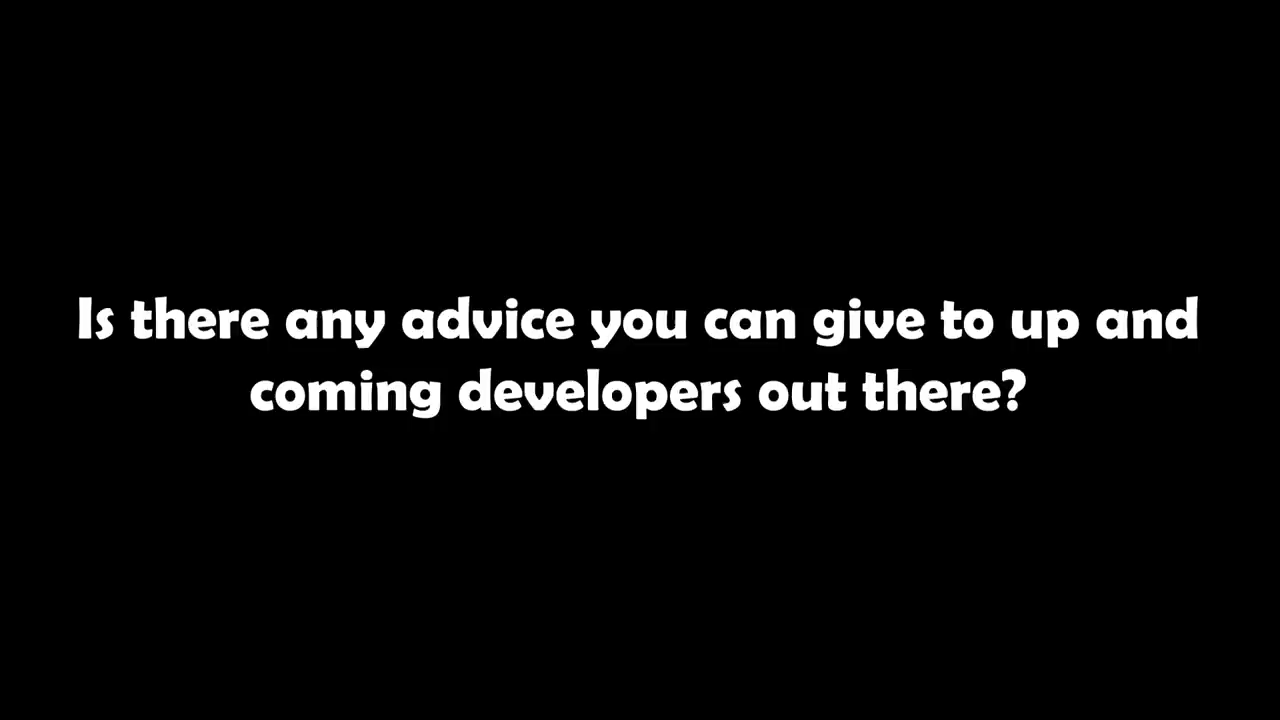 Is there any advice you can give to up and
coming developers out there?